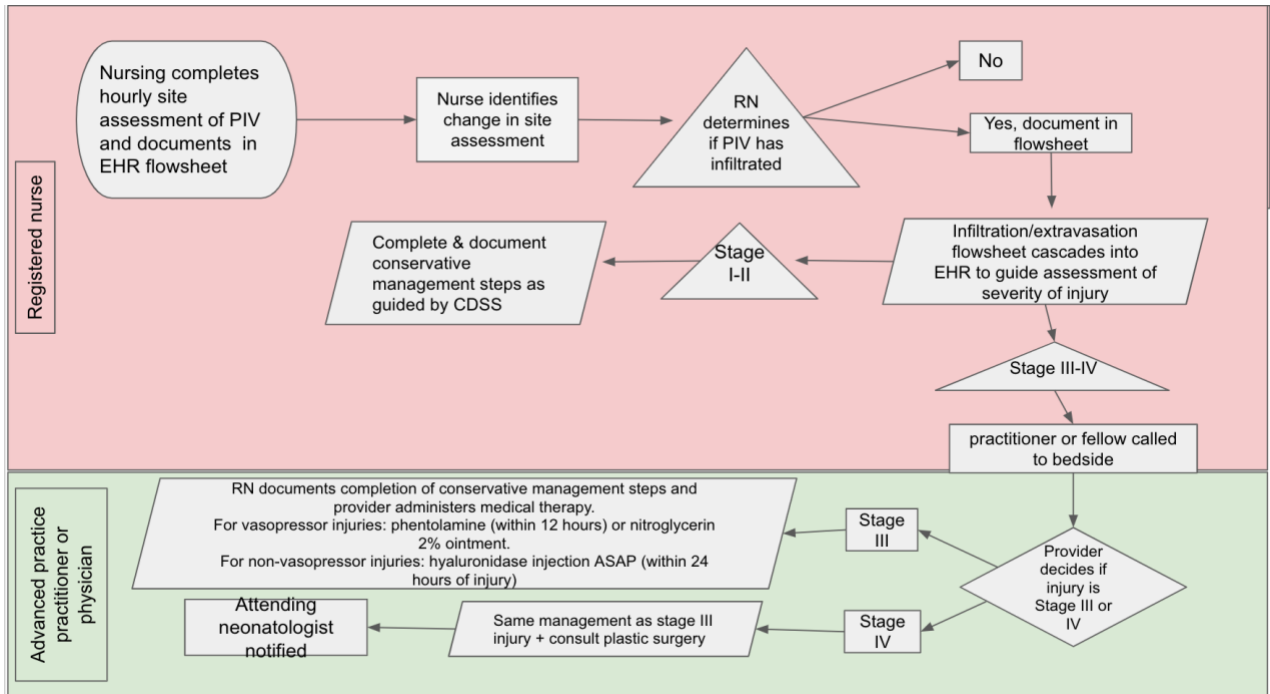 Nursing completes
hourly site
assessment of PIV
and documents in
EHR flowsheet
Nurse identifies
change in site
assessment
RN
determines
if PIV has
infiltrated
No
Yes, document in
flowsheet
Registered nurse
Complete & document
conservative
management steps as
guided by CDSS
Stage
I-II
Infiltration/extravasation
flowsheet cascades into
EHR to guide assessment of
severity of injury
Stage III-IV
practitioner or fellow called
to bedside
Advanced practice
practitioner or
physician
RN documents completion of conservative management steps and
provider administers medical therapy.
For vasopressor injuries: phentolamine (within 12 hours) or nitroglycerin
2% ointment.
For non-vasopressor injuries: hyaluronidase injection ASAP (within 24
hours of injury)
Stage
III
Provider
decides if
injury is
Stage III or
IV
Attending
neonatologist
notified
Same management as stage III
injury + consult plastic surgery
Stage
IV